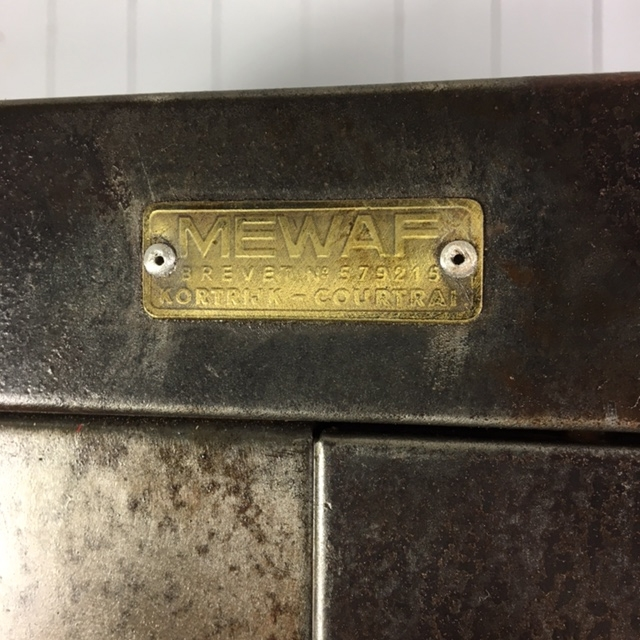 MEWAF
BREVET Nº 579215
KORTRIJK - COURTRAI